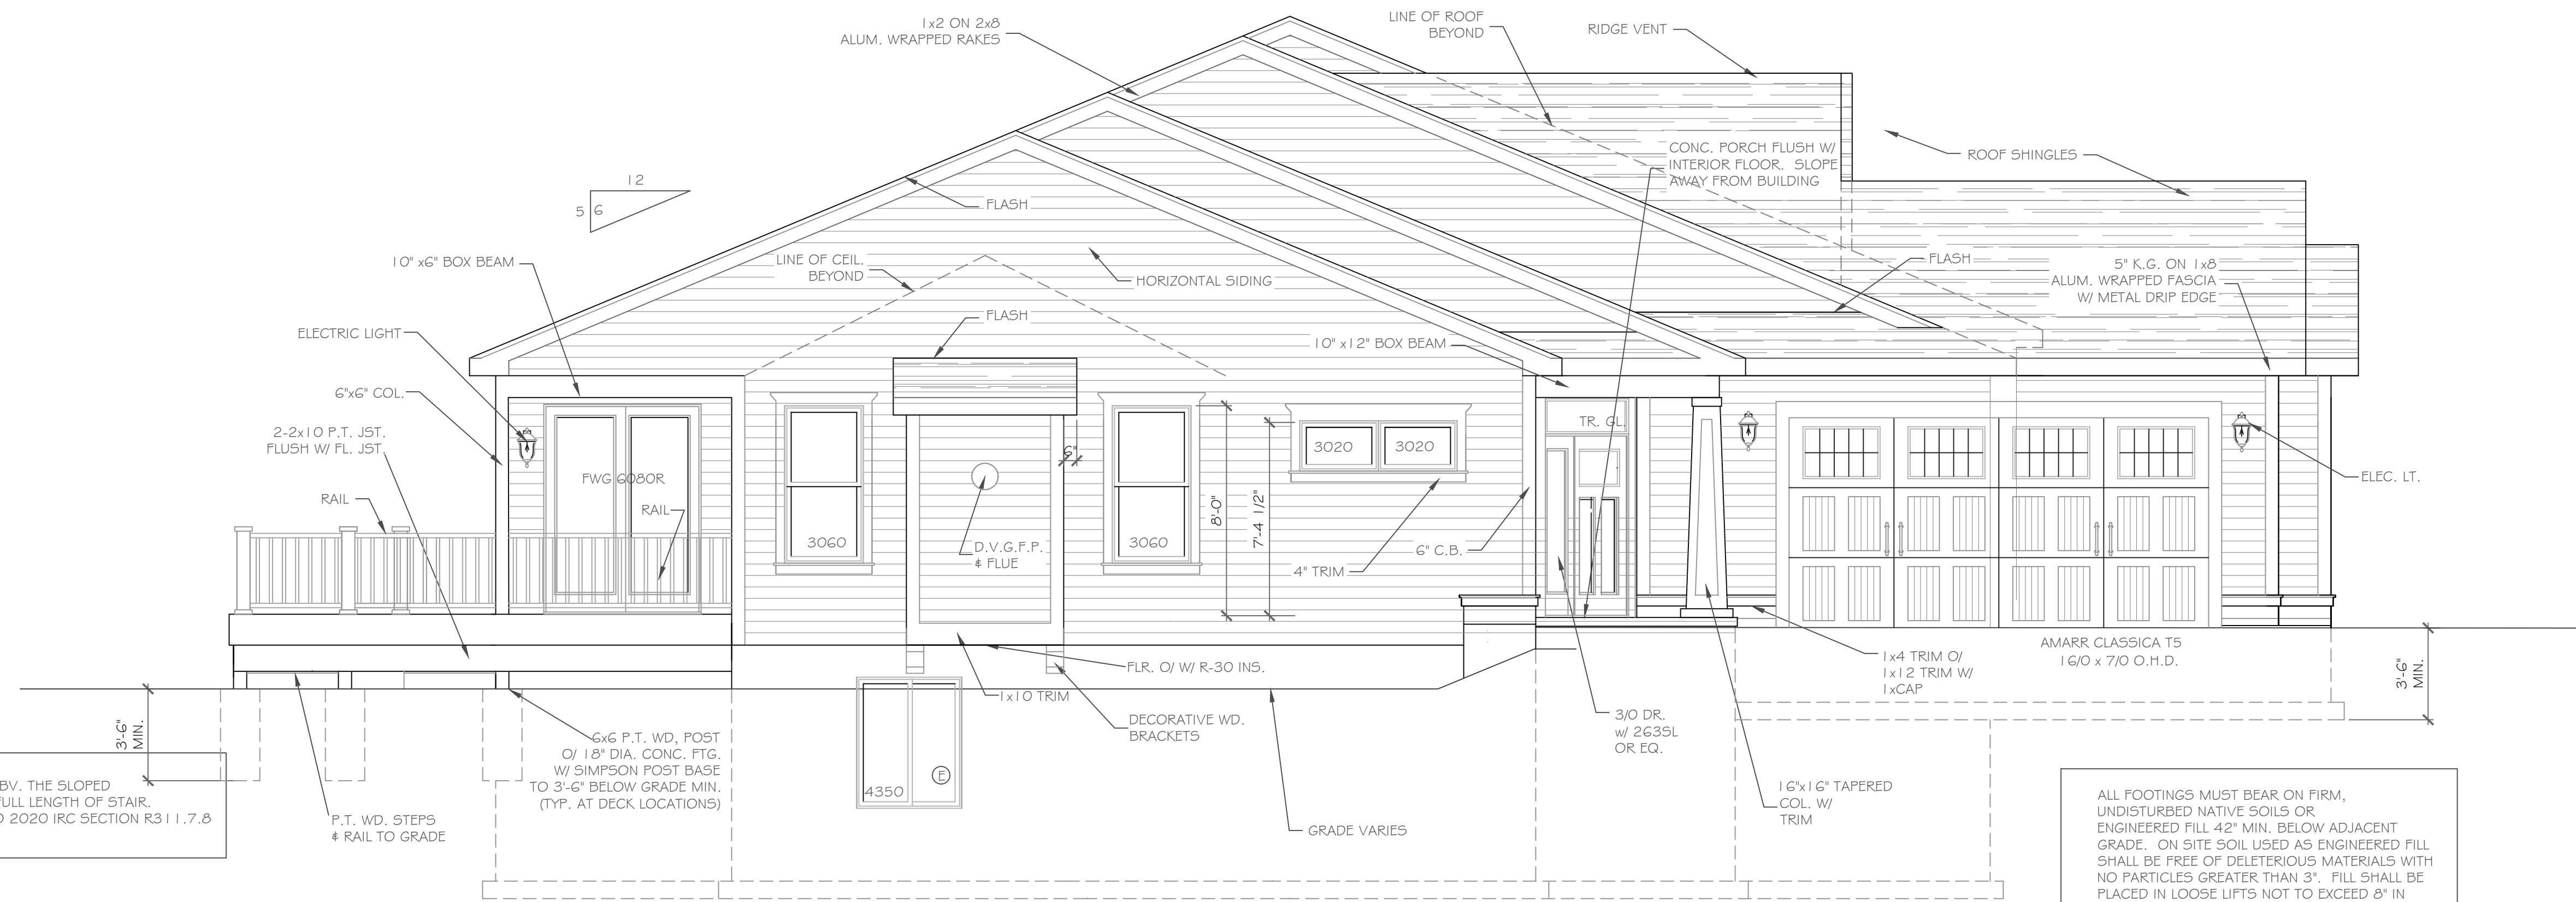 1x2 ON 2x8
ALUM. WRAPPED RAKES
LINE OF ROOF
BEYOND
RIDGE VENT
ROOF SHINGLES
CONC. PORCH FLUSH W/
INTERIOR FLOOR. SLOPE
AWAY FROM BUILDING
12
5
6
FLASH
10" x6" BOX BEAM
LINE OF CEIL.
BEYOND
HORIZONTAL SIDING
FLASH
5" K.G. ON 1x8
ALUM. WRAPPED FASCIA
W/ METAL DRIP EDGE
ELECTRIC LIGHT
FLASH
10" x12" BOX BEAM
6"x6" COL.
2-2x10 P.T. JST.
FLUSH W/ FL. JST.
RAIL
FWG 6080R
RAIL
3060
6"
D.V.G.F.P.
& FLUE
3060
8'-0"
7'-4 1/2"
3020
3020
4" TRIM
6" C.B.
TR. GL.
ELEC. LT.
AMARR CLASSICA T5
16/0 x 7/0 O.H.D.
1x4 TRIM O/
1x12 TRIM W/
1xCAP
3'-6"
MIN.
FLR. O/ W/ R-30 INS.
1x10 TRIM
DECORATIVE WD.
BRACKETS
3/0 DR.
w/ 263SL
OR EQ.
3'-6"
MIN.
6x6 P.T. WD, POST
O/ 18" DIA. CONC. FTG.
W/ SIMPSON POST BASE
TO 3'-6" BELOW GRADE MIN.
(TYP. AT DECK LOCATIONS)
4350
E
16"x16" TAPERED
COL. W/
TRIM
BV. THE SLOPED
FULL LENGTH OF STAIR.
2020 IRC SECTION R311.7.8
P.T. WD. STEPS
& RAIL TO GRADE
GRADE VARIES
ALL FOOTINGS MUST BEAR ON FIRM,
UNDISTURBED NATIVE SOILS OR
ENGINEERED FILL 42" MIN. BELOW ADJACENT
GRADE. ON SITE SOIL USED AS ENGINEERED FILL
SHALL BE FREE OF DELETERIOUS MATERIALS WITH
NO PARTICLES GREATER THAN 3". FILL SHALL BE
PLACED IN LOOSE LIFTS NOT TO EXCEED 8" IN